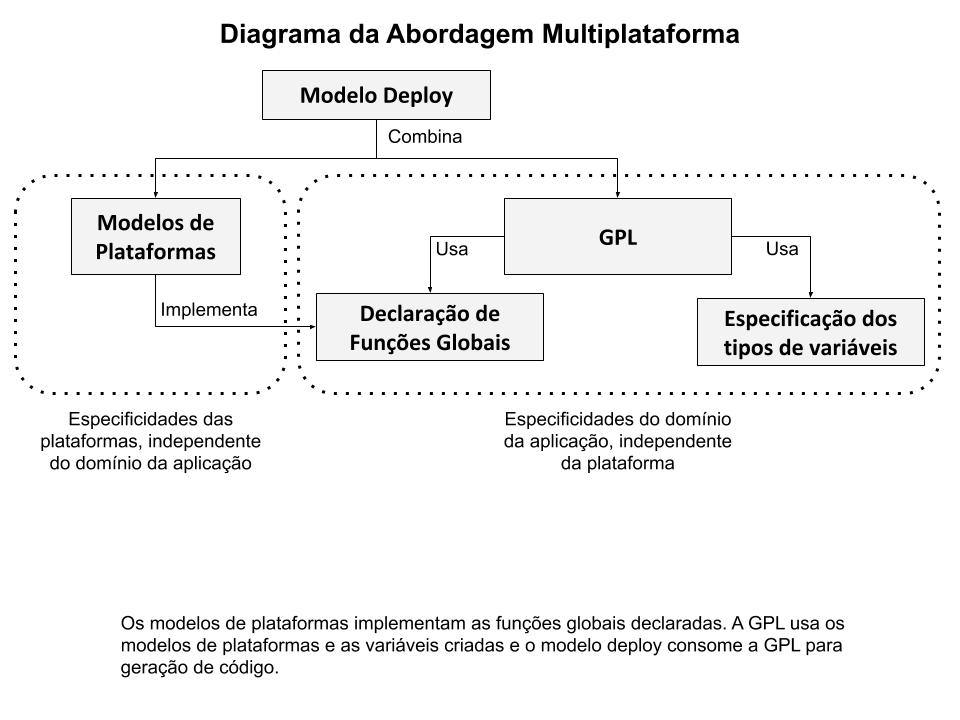 Diagrama da Abordagem Multiplataforma
Modelo Deploy
Combina
Modelos de
Plataformas
GPL
Usa
Usa
Implementa
Declaração de
Funções Globais
Especificação dos
tipos de variáveis
Especificidades das
plataformas, independente
do domínio da aplicação
Especificidades do domínio
da aplicação, independente
da plataforma
Os modelos de plataformas implementam as funções globais declaradas. A GPL usa os
modelos de plataformas e as variáveis criadas e o modelo deploy consome a GPL para
geração de código.